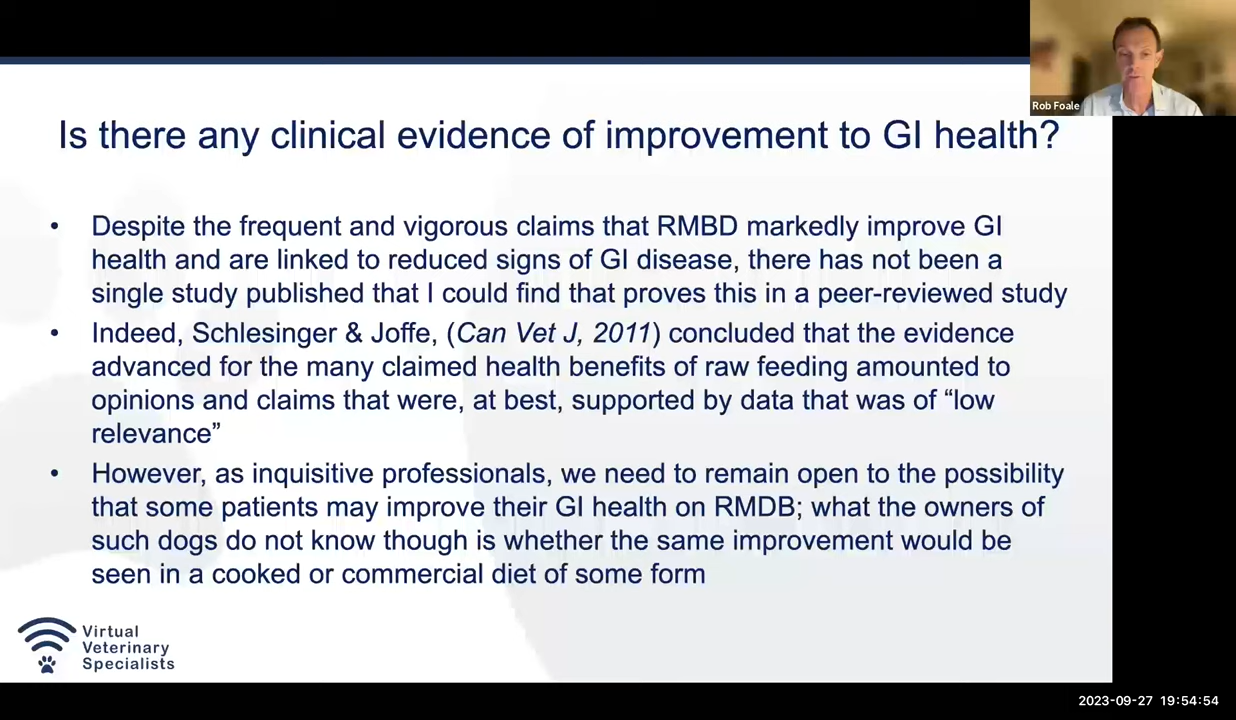 Rob Foale
Is there any clinical evidence of improvement to GI health?
• Despite the frequent and vigorous claims that RMBD markedly improve GI
health and are linked to reduced signs of GI disease, there has not been a
single study published that I could find that proves this in a peer-reviewed study
• Indeed, Schlesinger & Joffe, (Can Vet J, 2011) concluded that the evidence
advanced for the many claimed health benefits of raw feeding amounted to
opinions and claims that were, at best, supported by data that was of “low
relevance”
• However, as inquisitive professionals, we need to remain open to the possibility
that some patients may improve their GI health on RMDB; what the owners of
such dogs do not know though is whether the same improvement would be
seen in a cooked or commercial diet of some form
Virtual
Veterinary
Specialists
2023-09-27 19:54:54